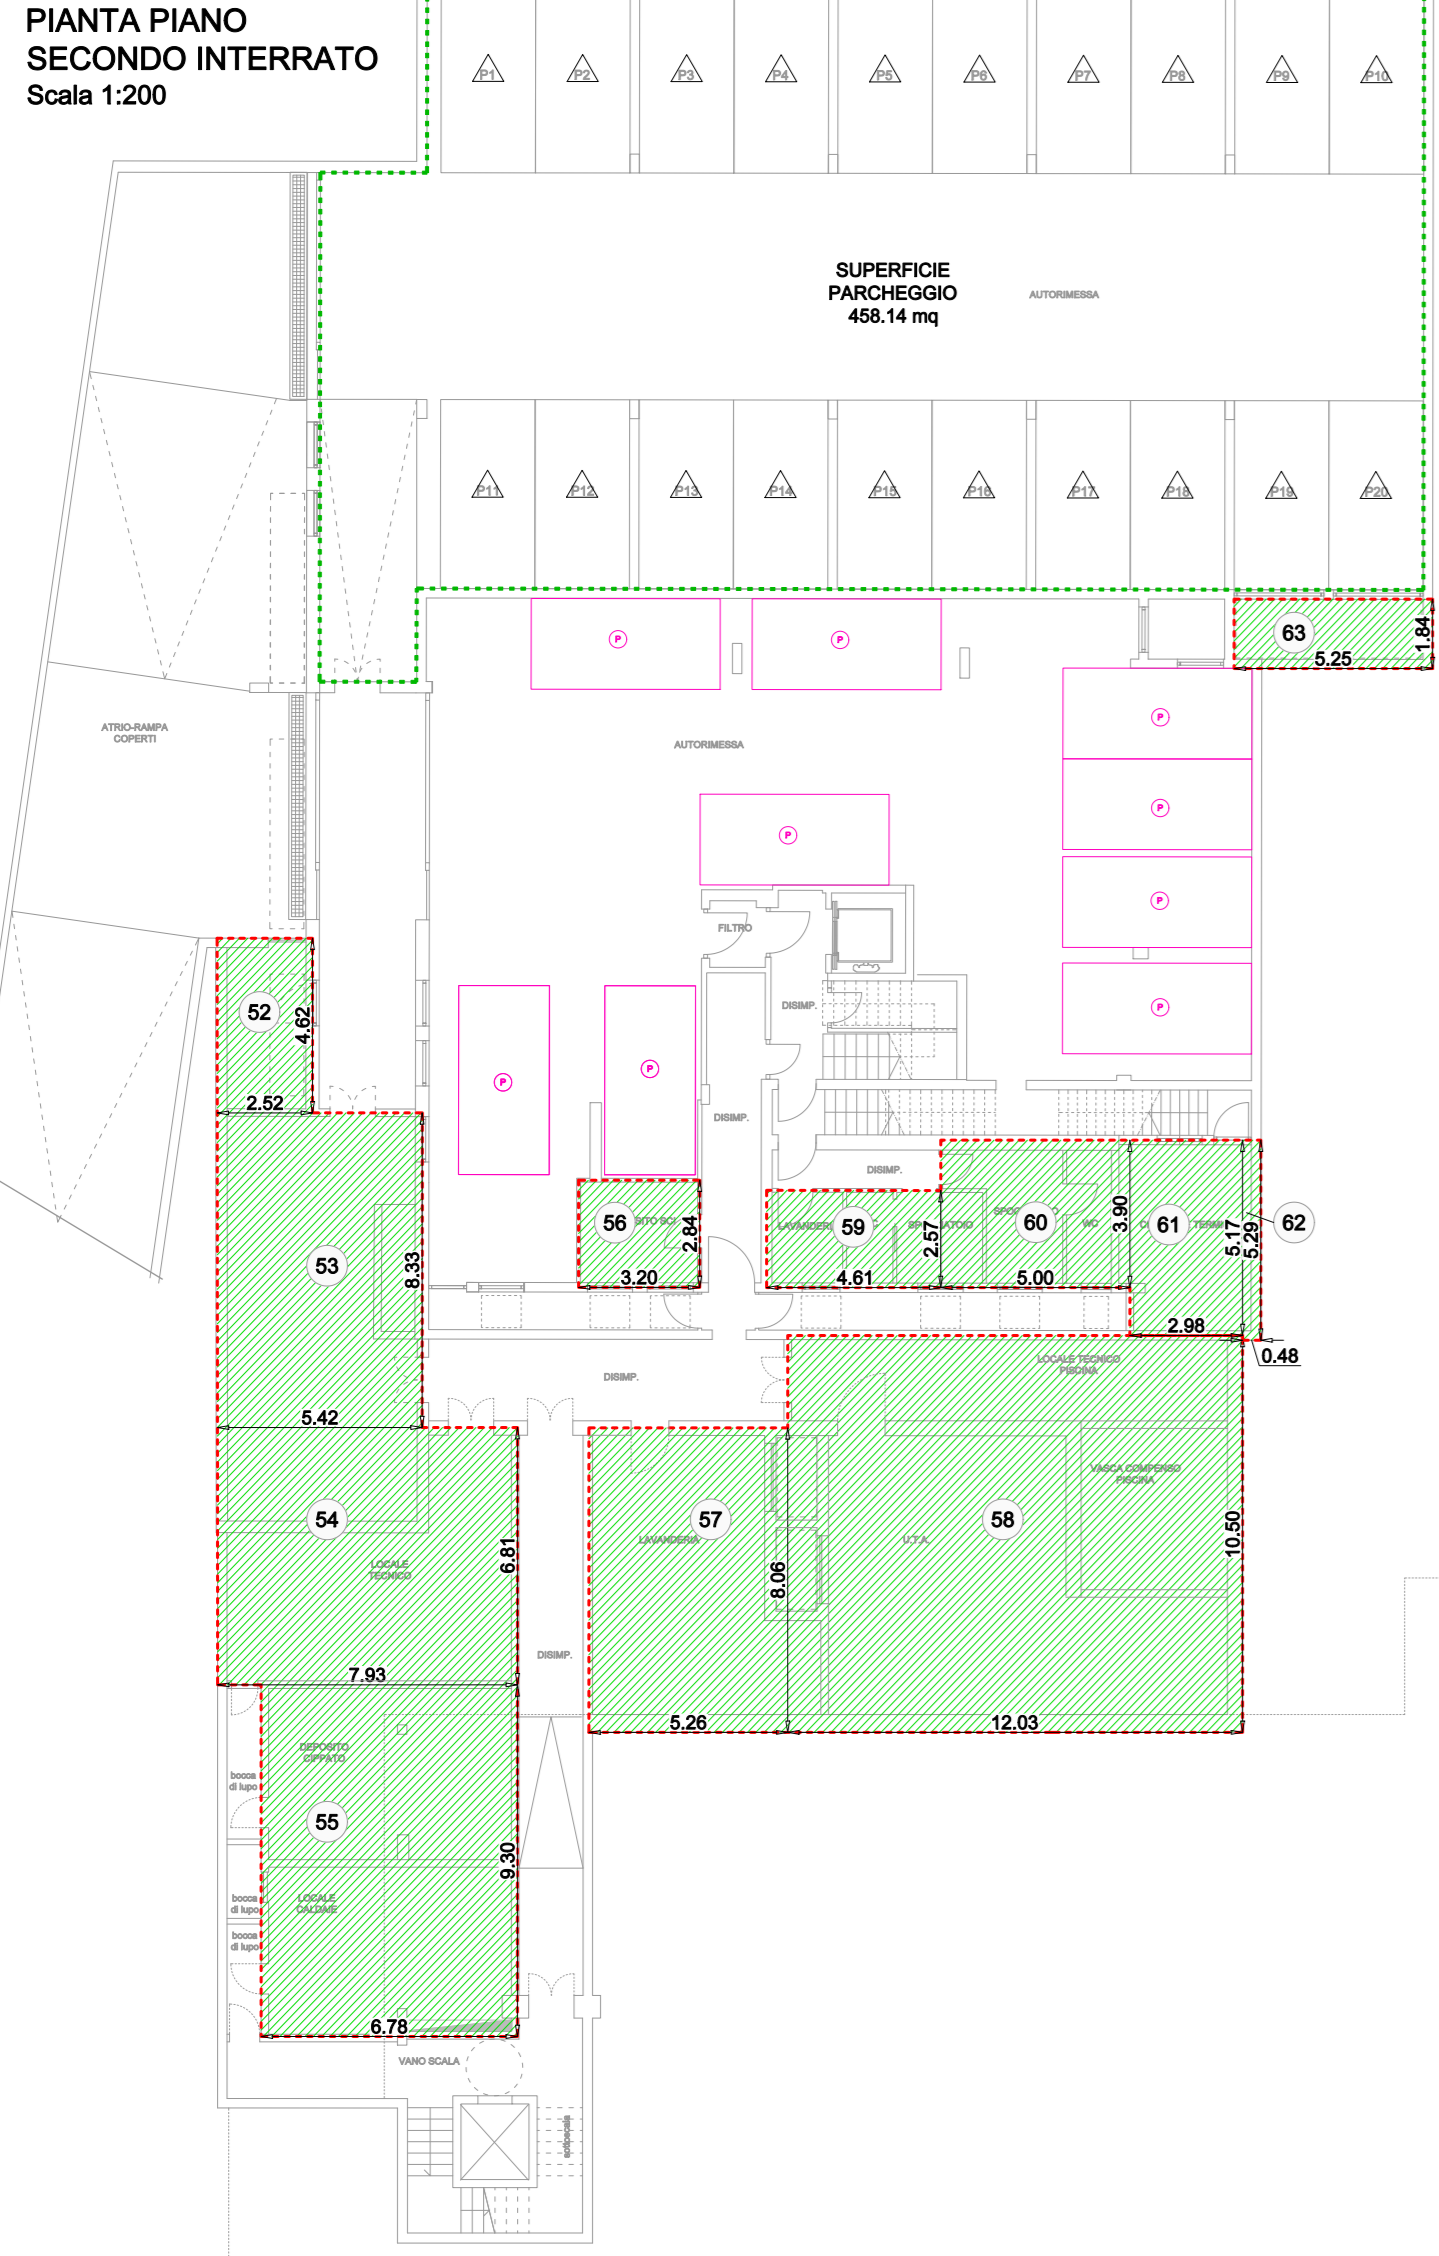 PIANTA PIANO
SECONDO INTERRATO
Scala 1:200
P1 P2 P3 P4 P5 P6 P7 P8 P9 P10
SUPERFICIE
PARCHEGGIO
458.14 mq
AUTORIMESSA
P11 P12 P13 P14 P15 P16 P17 P18 P19 P20
63
1.84
5.25
P
P
P
ATRIO-RAMPA
COPERTI
AUTORIMESSA
P
P
P
FILTRO
52
4.62
DISIMP.
P
P
P
2.52
DISIMP.
DISIMP.
56
2.84
3.20
LAVANDERIA
59
2.57
4.61
60
WC
3.90
5.00
61
5.17
5.29
62
2.98
0.48
53
8.33
5.42
DISIMP.
LOCALE TECNICO
PISCINA
VASCA COMPENSO
PISCINA
54
LOCALE
TECNICO
6.81
7.93
57
LAVANDERIA
8.06
5.26
58
U.T.A.
10.50
12.03
DISIMP.
DEPOSITO
CIPPATO
bocca
di lupo
55
9.30
bocca
di lupo
LOCALE
CALDAIE
bocca
di lupo
6.78
VANO SCALA
sottoscala